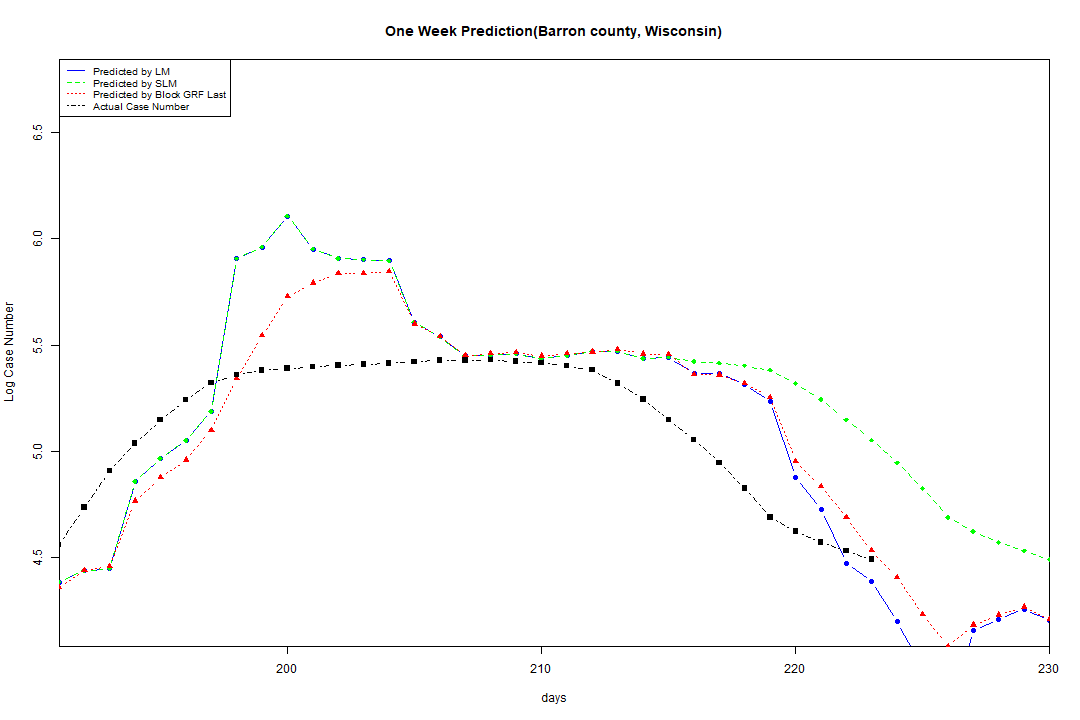 One Week Prediction(Barron county, Wisconsin)
Predicted by LM
Predicted by SLM
Predicted by Block GRF Last
Actual Case Number
6.5
6.0
5.5
5.0
4.5
Log Case Number
200 210 220 230
days